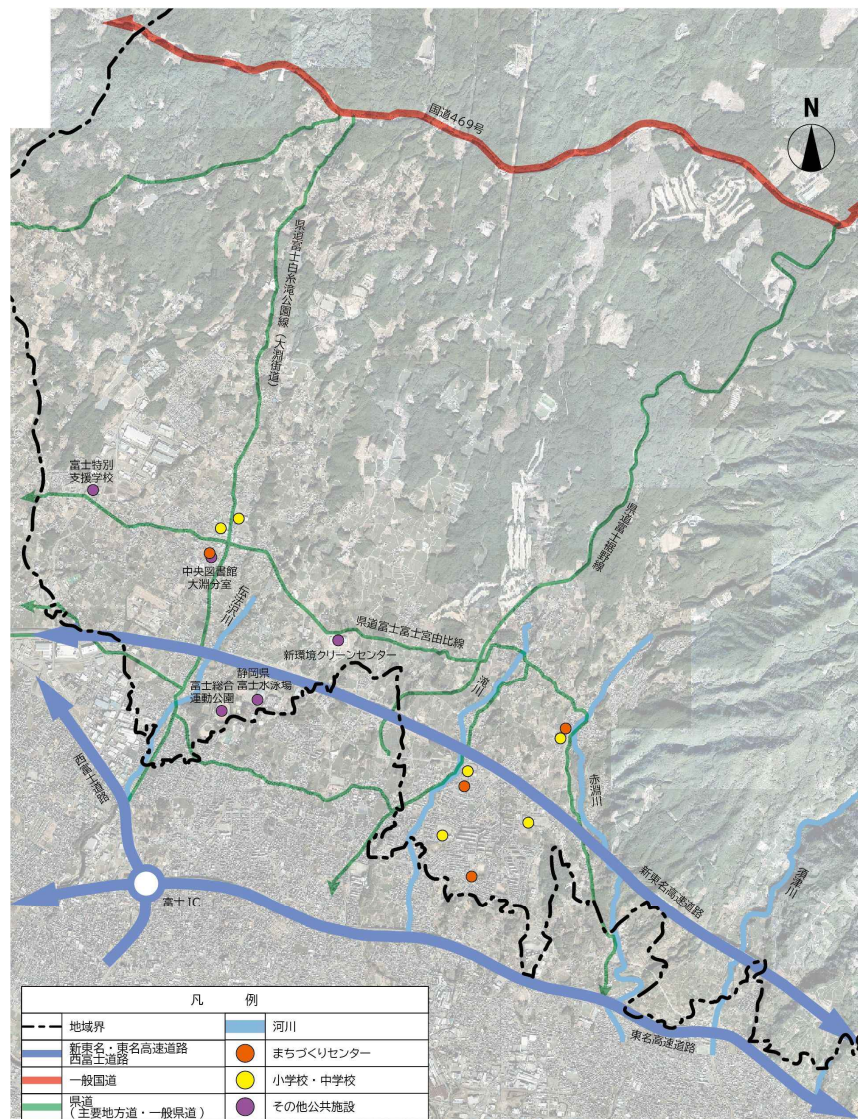 国道469号
N
県道富士白糸滝公園線(大淵街道)
富士特別
支援学校
県道富士裾野線
中央図書館
大淵分室
伝法沢川
県道富士富士宮由比線
新環境クリーンセンター
滝川
静岡県
富士水泳場
富士総合
運動公園
西富士道路
赤淵川
須津川
新東名高速道路
富士IC
東名高速道路
凡 例
地域界
河川
新東名・東名高速道路
西富士道路
まちづくりセンター
一般国道
小学校・中学校
県道
(主要地方道・一般県道)
その他公共施設